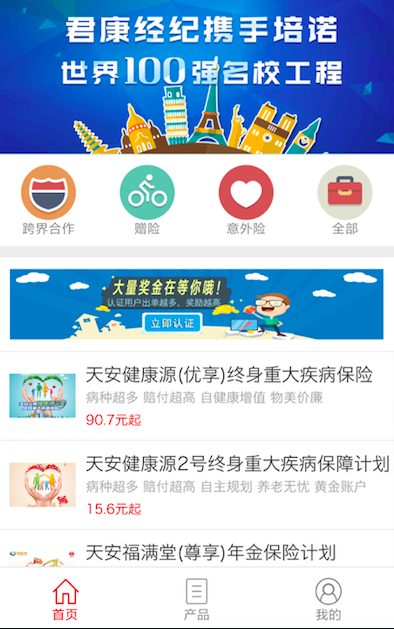 君康经纪携手培诺
世界100强名校工程
跨界合作
赠险
意外险
全部
大量奖金在等你哦！
认证用户出单越多，奖励越高
立即认证
天安健康源(优享)终身重大疾病保险
病种超多 赔付超高 自健康增值 物美价廉
90.7元起
天安健康源2号终身重大疾病保障计划
病种超多 赔付超高 自主规划 养老无忧 黄金账户
15.6元起
天安福满堂(尊享)年金保险计划
首页
产品
我的